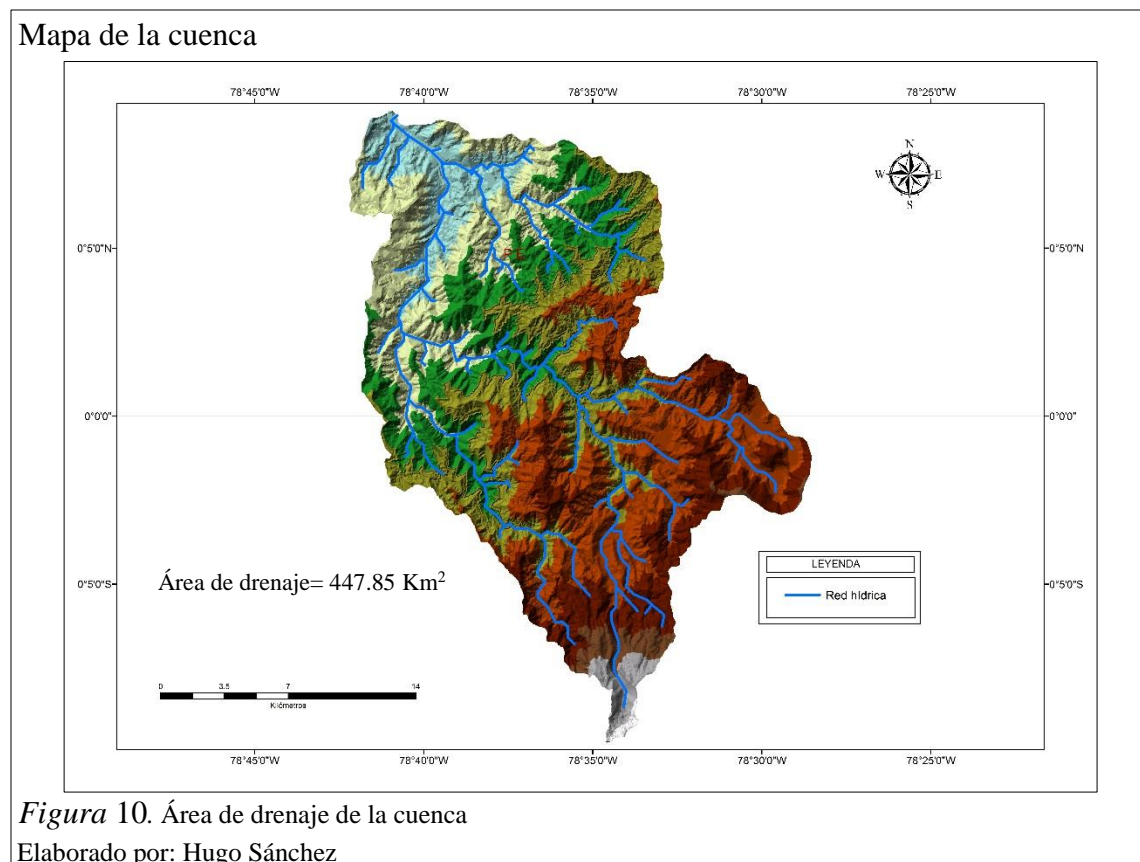 Mapa de la cuenca
78°45'0"W 78°40'0"W 78°35'0"W 78°30'0"W 78°25'0"W
N
W E
S
0°5'0"N 0°5'0"N
0°0'0" 0°0'0"
Área de drenaje= 447.85 Km²
0°5'0"S 0°5'0"S
LEYENDA
Red hídrica
0 3.5 7 14
Kilómetros
78°45'0"W 78°40'0"W 78°35'0"W 78°30'0"W 78°25'0"W
Figura 10. Área de drenaje de la cuenca
Elaborado por: Hugo Sánchez